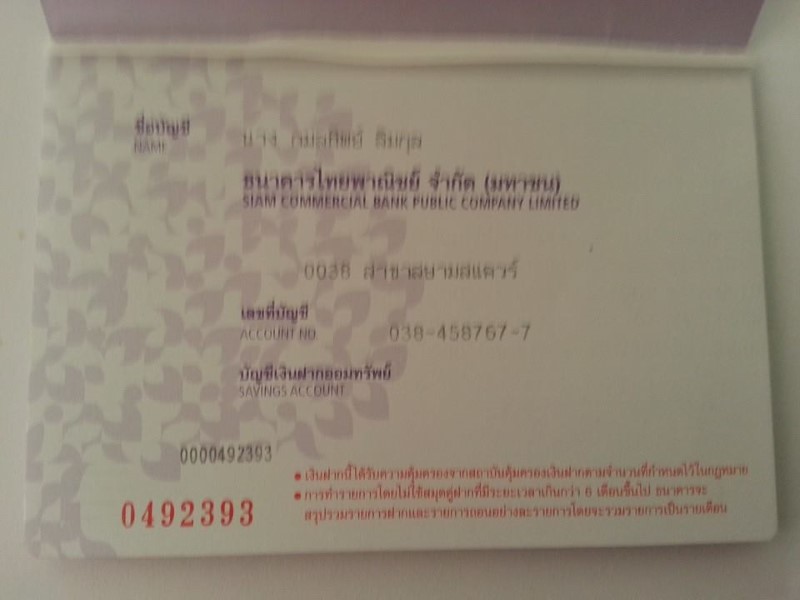 ชื่อบัญชี
NAME
นาง กมลทิพย์ ลิมกุล
ธนาคารไทยพาณิชย์ จำกัด (มหาชน)
SIAM COMMERCIAL BANK PUBLIC COMPANY LIMITED
0038 สาขาสยามสแควร์
เลขที่บัญชี
ACCOUNT NO 038-458767-7
บัญชีเงินฝากออมทรัพย์
SAVINGS ACCOUNT
0000492393
0492393
• เงินฝากนี้ได้รับความคุ้มครองจากสถาบันคุ้มครองเงินฝากตามจำนวนที่กำหนดไว้ในกฎหมาย
• การทำรายการโดยไม่ใช้สมุดคู่ฝากที่มีระยะเวลาเกินกว่า 6 เดือนขึ้นไป ธนาคารจะ
สรุปรวมรายการฝากและรายการถอนอย่างละรายการโดยจะรวมรายการเป็นรายเดือน